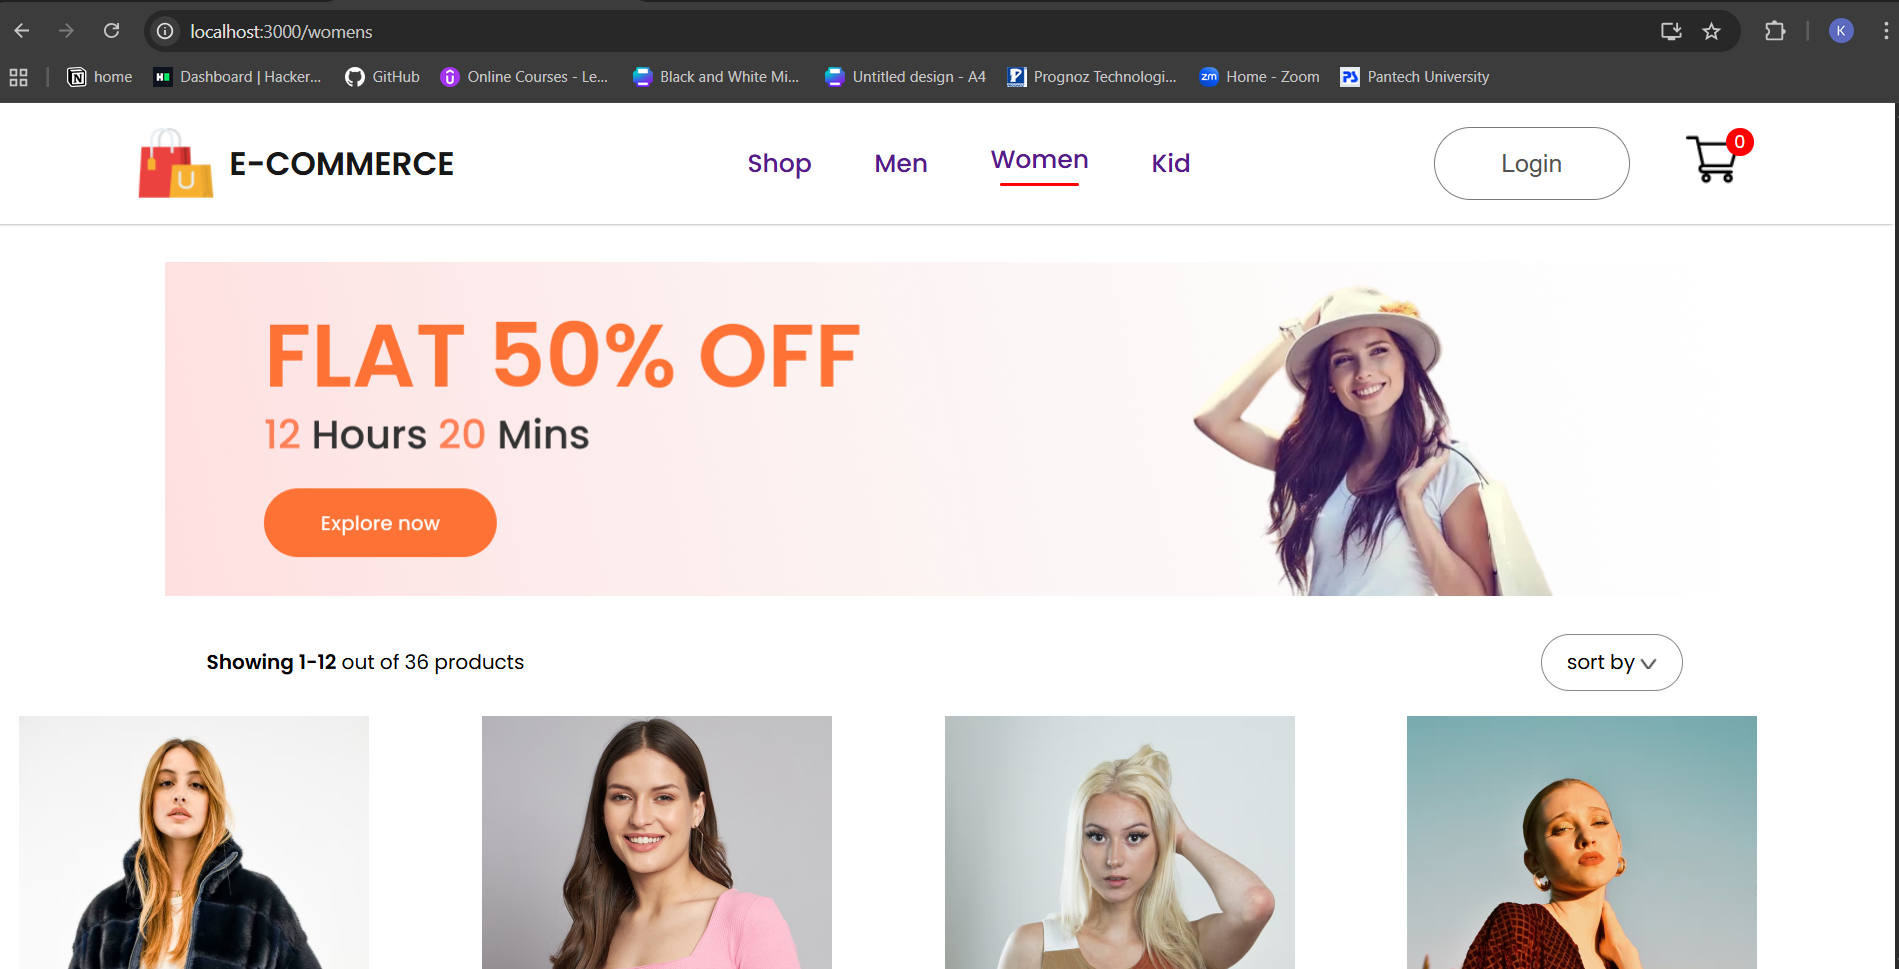 localhost:3000/womens
K
home
Dashboard | Hacker...
GitHub
Online Courses - Le...
Black and White Mi...
Untitled design - A4
Prognoz Technologi...
zm
Home - Zoom
PS
Pantech University
U
E-COMMERCE
Shop
Men
Women
Kid
Login
0
FLAT 50% OFF
12 Hours 20 Mins
Explore now
Showing 1-12 out of 36 products
sort by